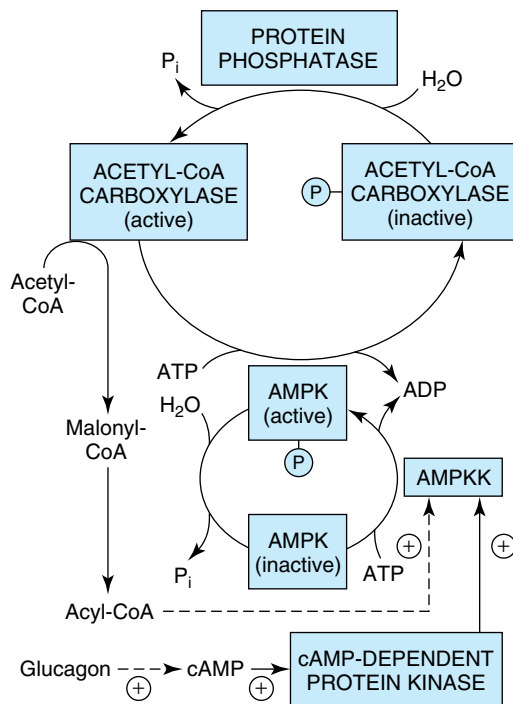 PROTEIN
PHOSPHATASE
Pi
H2O
ACETYL-CoA
CARBOXYLASE
(active)
P
ACETYL-CoA
CARBOXYLASE
(inactive)
Acetyl-
CoA
ATP
ADP
H2O
AMPK
(active)
P
Malonyl-
CoA
AMPKK
AMPK
(inactive)
+
+
Pi
ATP
Acyl-CoA
Glucagon
+
cAMP
+
cAMP-DEPENDENT
PROTEIN KINASE